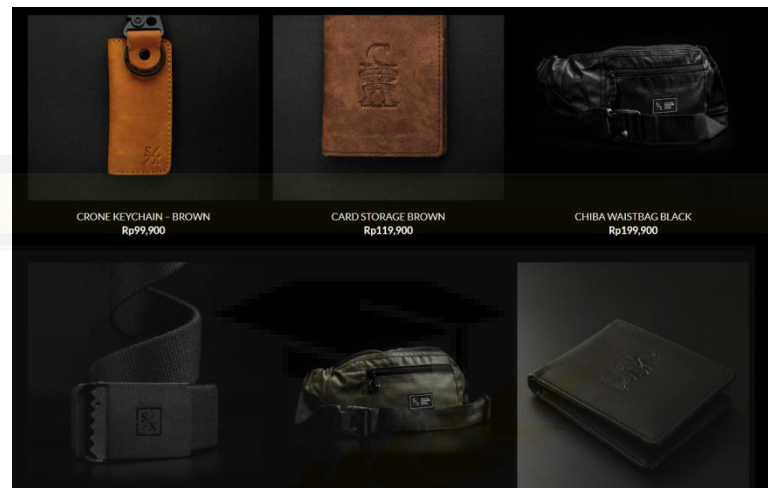 CRONE KEYCHAIN – BROWN
Rp99,900
CARD STORAGE BROWN
Rp119,900
CHIBA WAISTBAG BLACK
Rp199,900